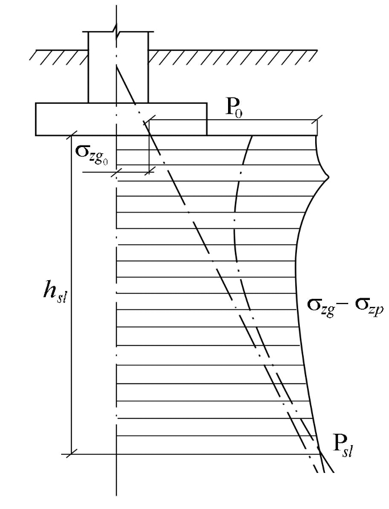 P₀
σzg₀
hsl
σzg − σzp
Psl